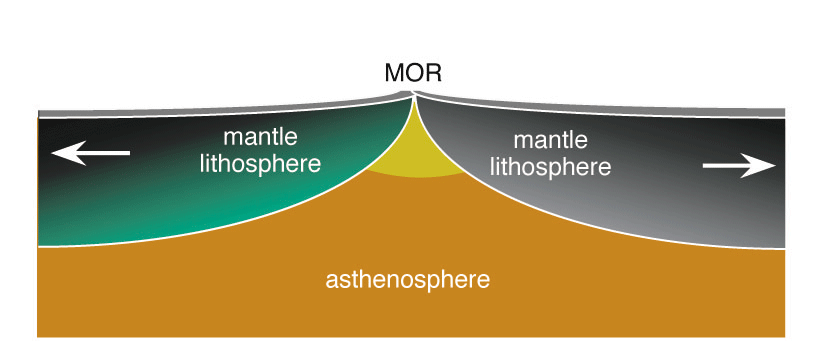 MOR
mantle
lithosphere
mantle
lithosphere
asthenosphere